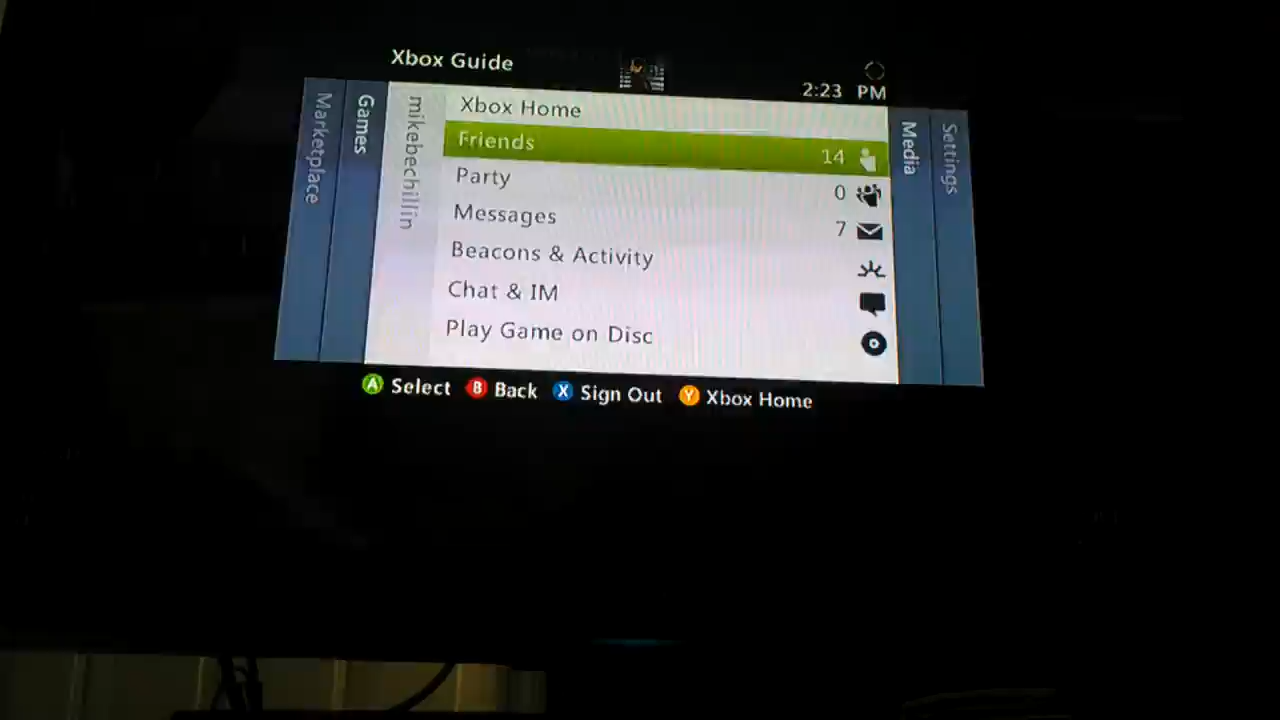 Xbox Guide
2:23 PM
Marketplace
Games
mikebechillin
Xbox Home
Friends 14
Party 0
Messages 7
Beacons & Activity
Chat & IM
Play Game on Disc
Media
Settings
A Select B Back X Sign Out Y Xbox Home